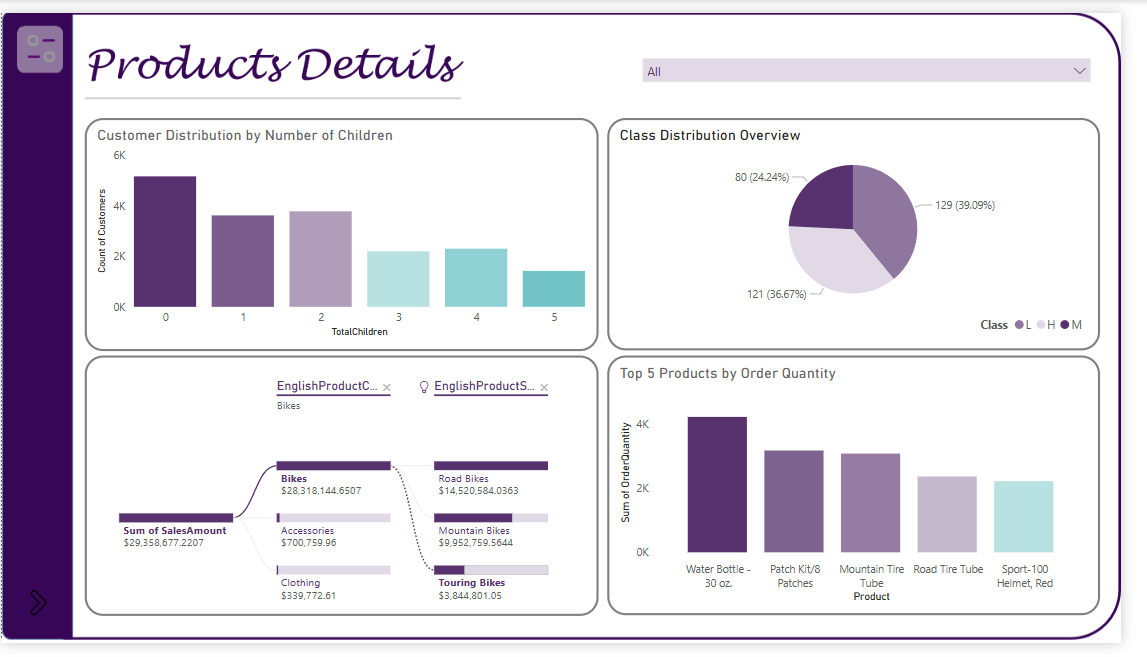 Products Details
All
Customer Distribution by Number of Children
6K
4K
2K
0K
Count of Customers
0 1 2 3 4 5
TotalChildren
Class Distribution Overview
80 (24.24%)
129 (39.09%)
121 (36.67%)
Class L H M
EnglishProductC...
Bikes
EnglishProductS...
Sum of SalesAmount
$29,358,677.2207
Bikes
$28,318,144.6507
Accessories
$700,759.96
Clothing
$339,772.61
Road Bikes
$14,520,584.0363
Mountain Bikes
$9,952,759.5644
Touring Bikes
$3,844,801.05
Top 5 Products by Order Quantity
4K
2K
0K
Sum of OrderQuantity
Water Bottle -
30 oz.
Patch Kit/8
Patches
Mountain Tire
Tube
Road Tire Tube
Sport-100
Helmet, Red
Product